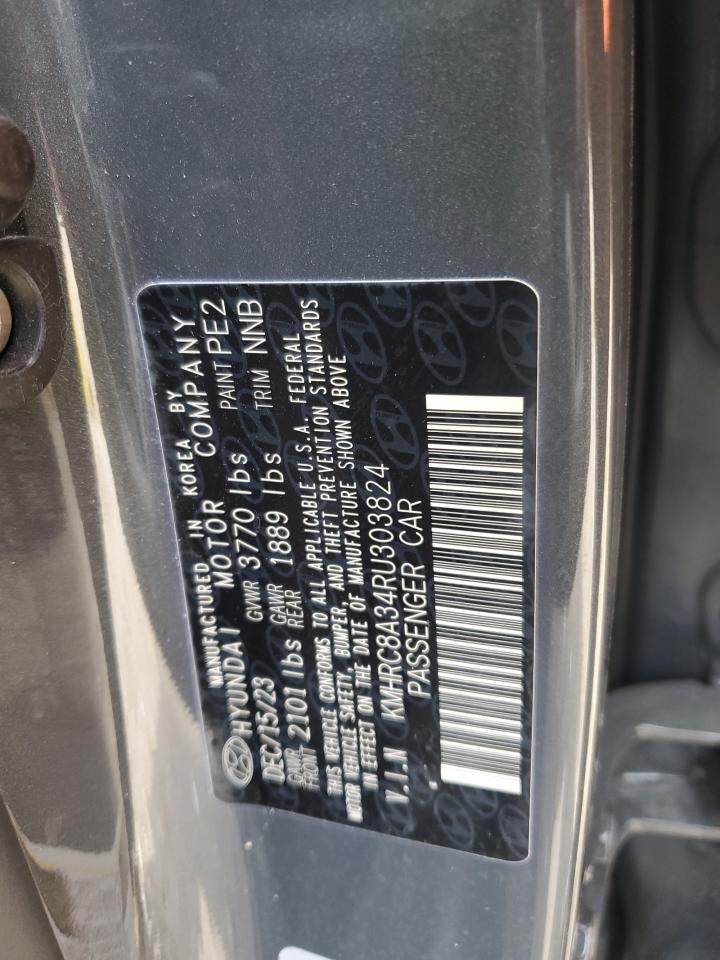 MANUFACTURED IN KOREA BY
HYUNDAI MOTOR COMPANY
DEC/15/23 GVWR 3770 lbs PAINT PE2
GAWR FRONT 2101 lbs GAWR REAR 1889 lbs TRIM NNB
THIS VEHICLE CONFORMS TO ALL APPLICABLE U.S.A. FEDERAL
MOTOR VEHICLE SAFETY, BUMPER, AND THEFT PREVENTION STANDARDS
IN EFFECT ON THE DATE OF MANUFACTURE SHOWN ABOVE
V.I.N KMHRC8A34RU303824
PASSENGER CAR